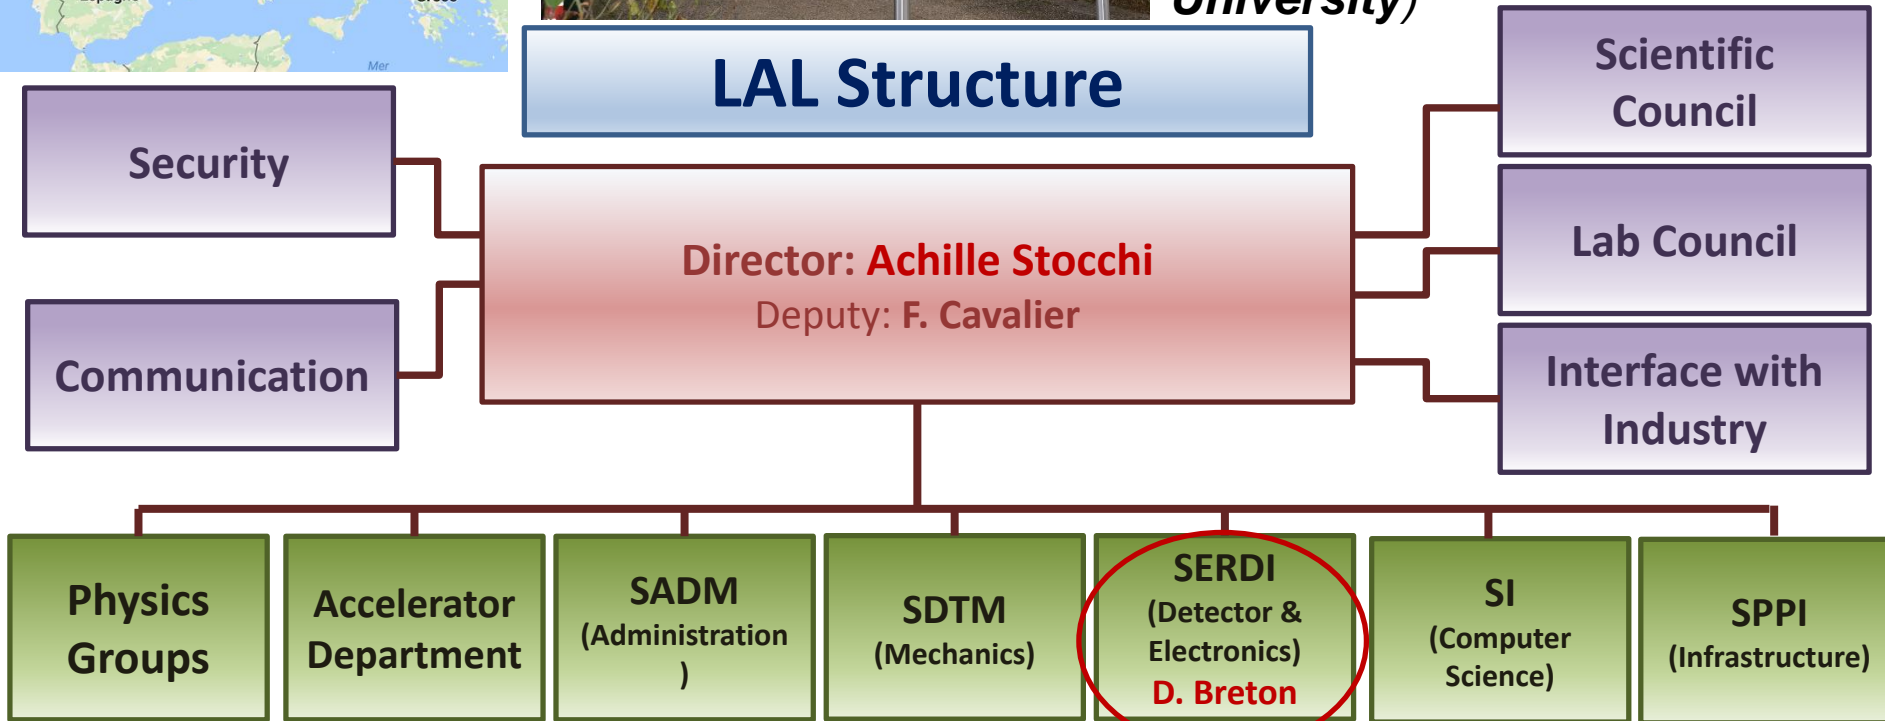 University)
Mer
LAL Structure
Security
Communication
Director: Achille Stocchi
Deputy: F. Cavalier
Scientific
Council
Lab Council
Interface with
Industry
Physics
Groups
Accelerator
Department
SADM
(Administration
)
SDTM
(Mechanics)
SERDI
(Detector &
Electronics)
D. Breton
SI
(Computer
Science)
SPPI
(Infrastructure)